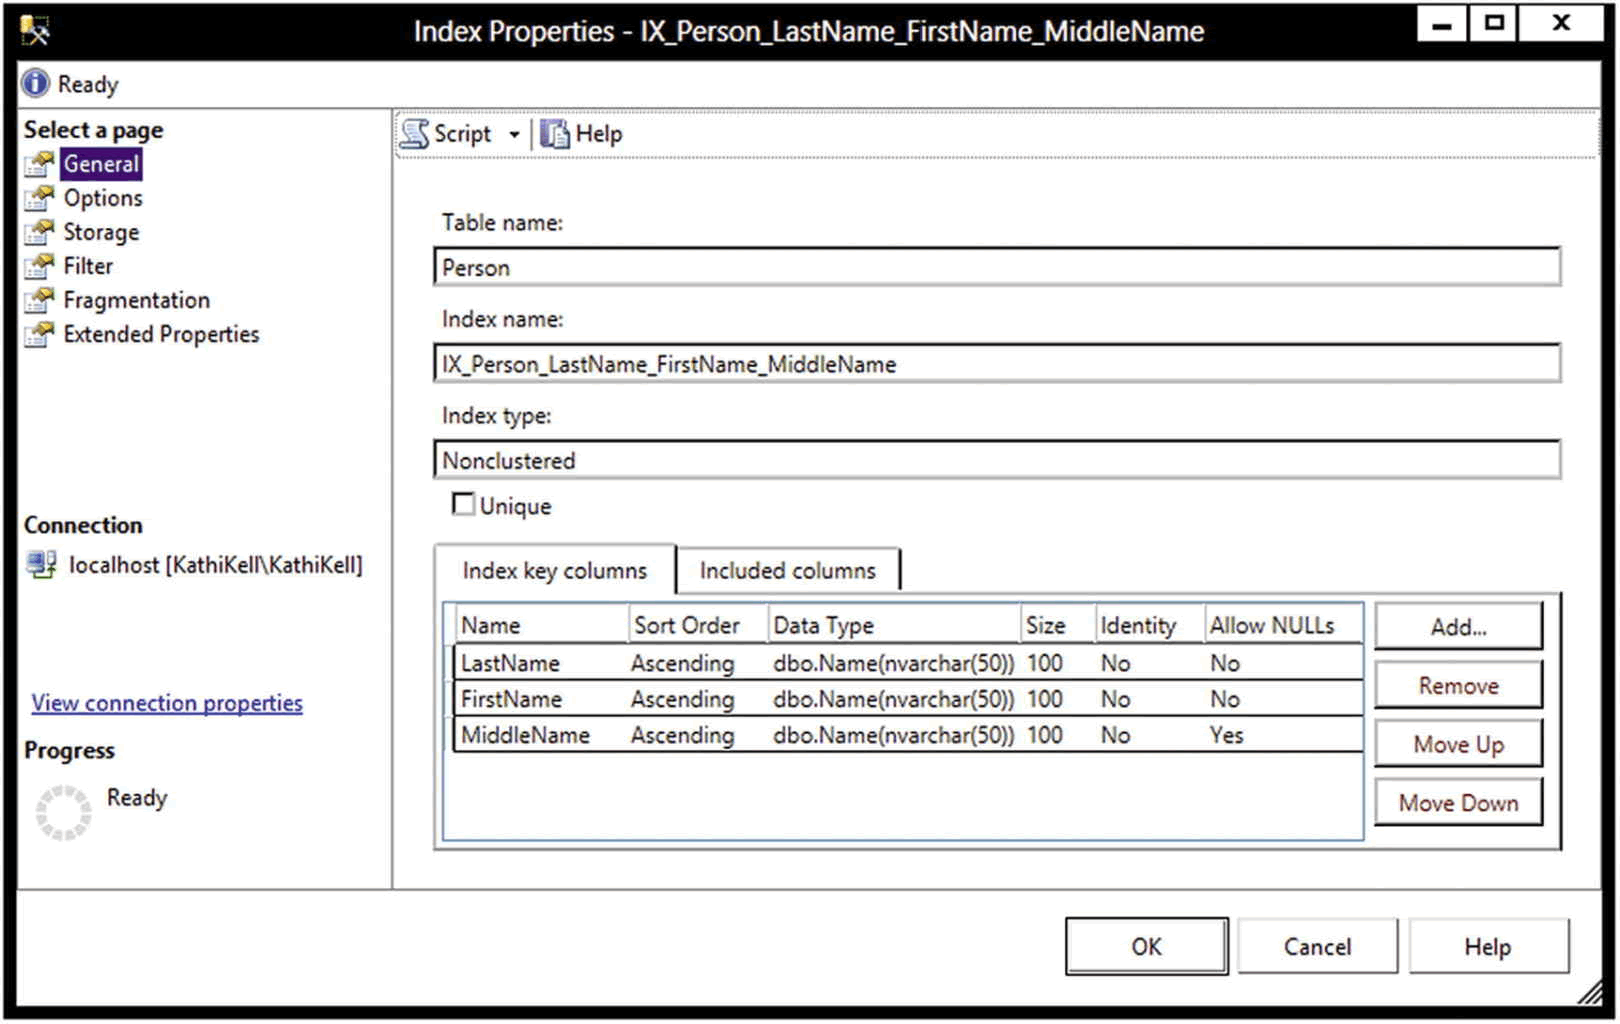 Index Properties - IX_Person_LastName_FirstName_MiddleName
Ready
Select a page
General
Options
Storage
Filter
Fragmentation
Extended Properties
Connection
localhost [KathiKell\KathiKell]
View connection properties
Progress
Ready
Script Help
Table name:
Person
Index name:
IX_Person_LastName_FirstName_MiddleName
Index type:
Nonclustered
Unique
Index key columns Included columns
Name Sort Order Data Type Size Identity Allow NULLs
LastName Ascending dbo.Name(nvarchar(50)) 100 No No
FirstName Ascending dbo.Name(nvarchar(50)) 100 No No
MiddleName Ascending dbo.Name(nvarchar(50)) 100 No Yes
Add...
Remove
Move Up
Move Down
OK Cancel Help